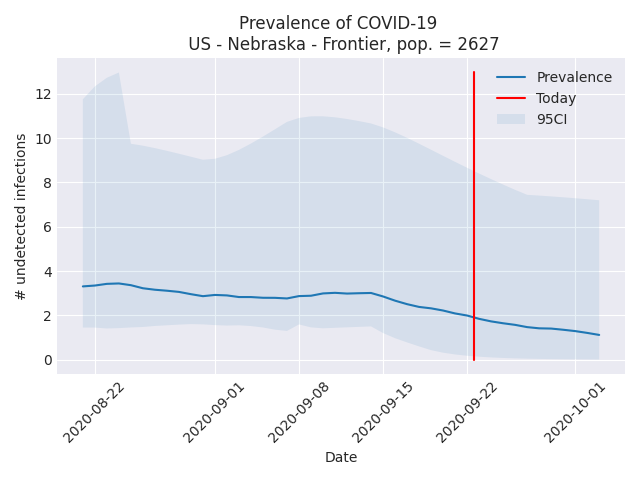 Prevalence of COVID-19
US - Nebraska - Frontier, pop. = 2627
Prevalence
Today
95CI
12
10
8
6
4
2
0
# undetected infections
2020-08-22
2020-09-01
2020-09-08
2020-09-15
2020-09-22
2020-10-01
Date